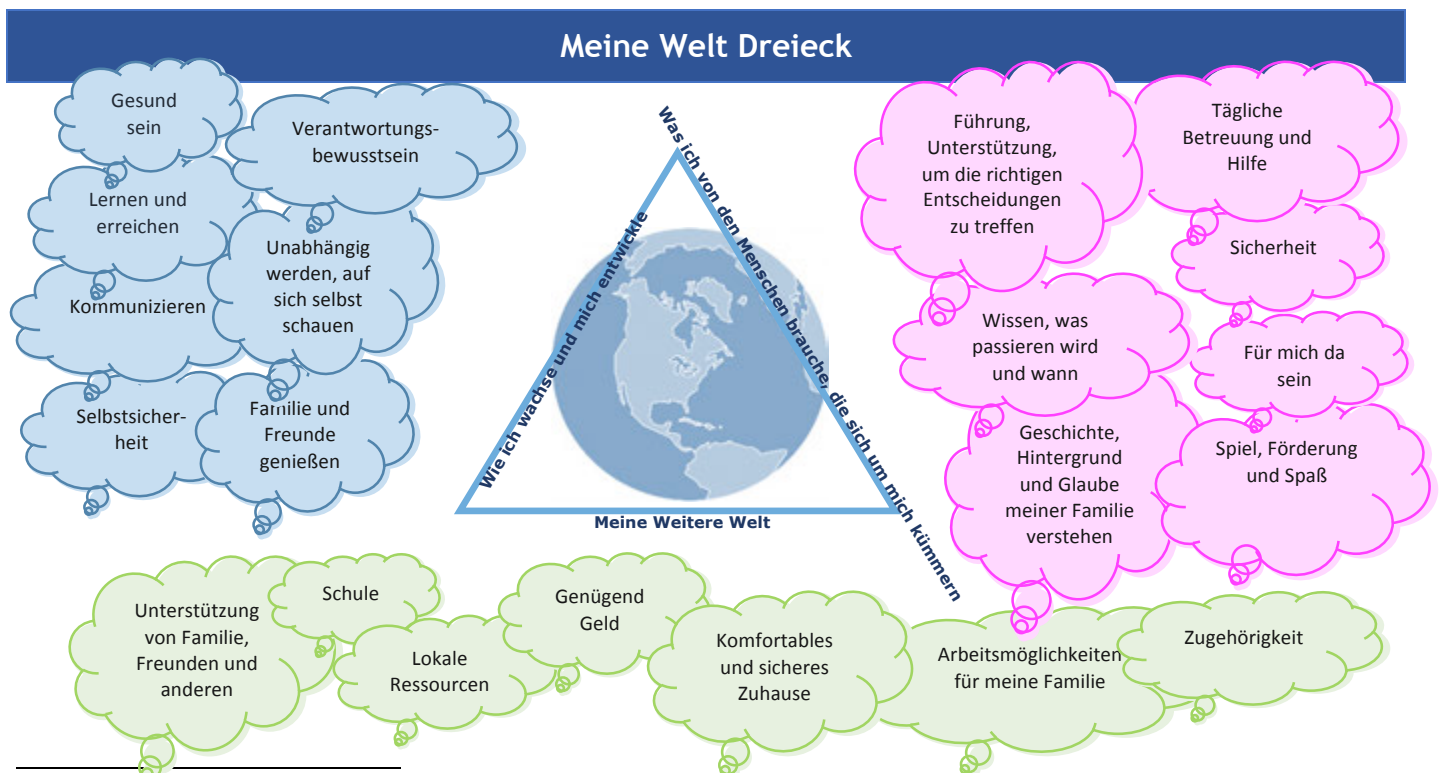 Meine Welt Dreieck
Gesund
sein
Verantwortungs-
bewusstsein
Lernen und
erreichen
Unabhängig
werden, auf
sich selbst
schauen
Kommunizieren
Selbstsicher-
heit
Familie und
Freunde
genießen
Wie ich wachse und mich entwickle
Was ich von den Menschen brauche, die sich um mich kümmern
Meine Weitere Welt
Führung,
Unterstützung,
um die richtigen
Entscheidungen
zu treffen
Tägliche
Betreuung und
Hilfe
Sicherheit
Wissen, was
passieren wird
und wann
Für mich da
sein
Geschichte,
Hintergrund
und Glaube
meiner Familie
verstehen
Spiel, Förderung
und Spaß
Unterstützung
von Familie,
Freunden und
anderen
Schule
Lokale
Ressourcen
Genügend
Geld
Komfortables
und sicheres
Zuhause
Arbeitsmöglichkeiten
für meine Familie
Zugehörigkeit